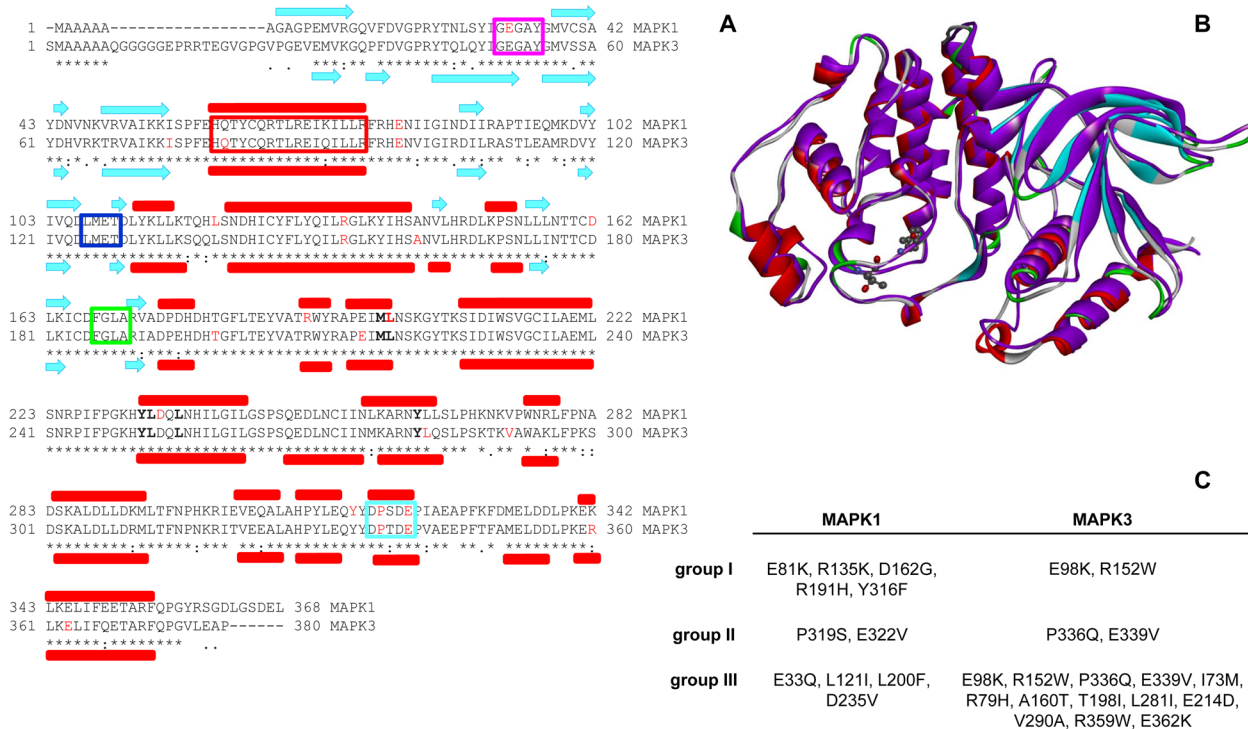 A
B
1 -MAAAAA-----------------AGAGPEMVRGQVFDVGPRYTNLSYIGEGAYGMVCSA 42 MAPK1
1 SMAAAAAQGGGGGEPRRTEGVGPGVPGEVEMVKGQPFDVGPRYTQLQYIGEGAYGMVSSA 60 MAPK3
43 YDNVNKVRVAIKKISPFEHQTYCQRTLREIKILLRFRHENIIGINDIIRAPTIEQMKDVY 102 MAPK1
61 YDHVRKTRVAIKKISPFEHQTYCQRTLREIQILLRFRHENVIGIRDILRASTLEAMRDVY 120 MAPK3
103 IVQDLMETDLYKLLKTQHLSNDHICYFLYQILRGLKYIHSANVLHRDLKPSNLLLNTTCD 162 MAPK1
121 IVQDLMETDLYKLLKSQQLSNDHICYFLYQILRGLKYIHSANVLHRDLKPSNLLINTTCD 180 MAPK3
163 LKICDFGLARVADPDHDHTGFLTEYVATRWYRAPEIMLNSKGYTKSIDIWSVGCILAEML 222 MAPK1
181 LKICDFGLARIADPEHDHTGFLTEYVATRWYRAPEIMLNSKGYTKSIDIWSVGCILAEML 240 MAPK3
223 SNRPIFPGKHYLDQLNHILGILGSPSQEDLNCIINLKARNYLLSLPHKNKVPWNRLFPNA 282 MAPK1
241 SNRPIFPGKHYLDQLNHILGILGSPSQEDLNCIINMKARNYLQSLPSKTKVAWAKLFPKS 300 MAPK3
283 DSKALDLLDKMLTFNPHKRIEVEQALAHPYLEQYYDPSDEPIAEAPFKFDMELDDLPKEK 342 MAPK1
301 DSKALDLLDRMLTFNPNKRITVEEALAHPYLEQYYDPTDEPVAEEPFTFAMELDDLPKER 360 MAPK3
343 LKELIFEETARFQPGYRSGDLGSDEL 368 MAPK1
361 LKELIFQETARFQPGVLEAP------ 380 MAPK3
C
MAPK1 MAPK3
group I E81K, R135K, D162G, E98K, R152W
R191H, Y316F
group II P319S, E322V P336Q, E339V
group III E33Q, L121I, L200F, E98K, R152W, P336Q, E339V, I73M,
D235V R79H, A160T, T198I, L281I, E214D,
V290A, R359W, E362K